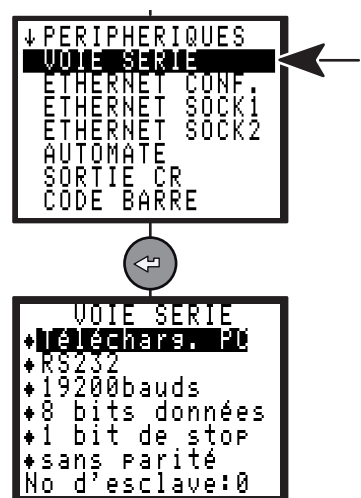 ↓PERIPHERIQUES
VOIE SERIE
ETHERNET CONF.
ETHERNET SOCK1
ETHERNET SOCK2
AUTOMATE
SORTIE CR
CODE BARRE
VOIE SERIE
♦Télécharg. PC
♦RS232
♦19200bauds
♦8 bits données
♦1 bit de stop
♦sans parité
No d'esclave:0